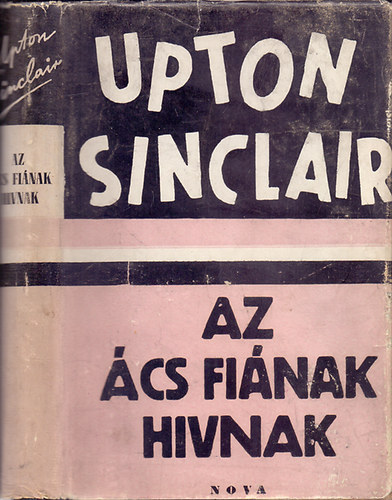 Upton
Sinclair
AZ
ÁCS FIÁNAK
HIVNAK
UPTON
SINCLAIR
AZ
ÁCS FIÁNAK
HIVNAK
NOVA